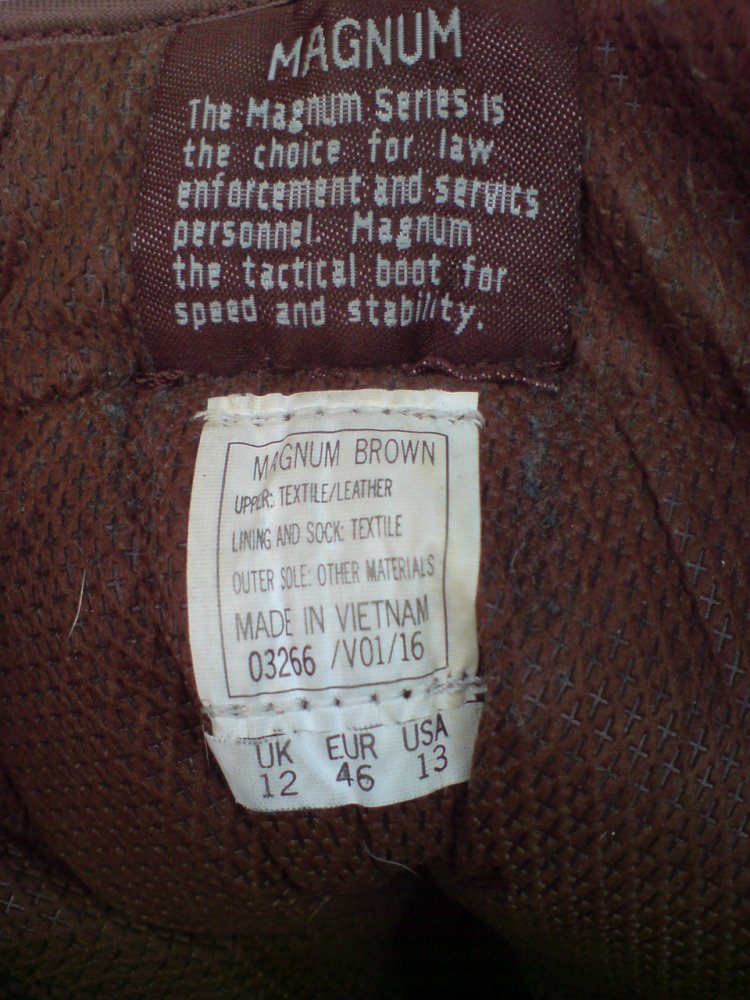 MAGNUM
The Magnum Series is
the choice for law
enforcement and servics
personnel. Magnum
the tactical boot for
speed and stability.
MAGNUM BROWN
UPPER: TEXTILE/LEATHER
LINING AND SOCK: TEXTILE
OUTER SOLE: OTHER MATERIALS
MADE IN VIETNAM
03266 /V01/16
UK EUR USA
12 46 13